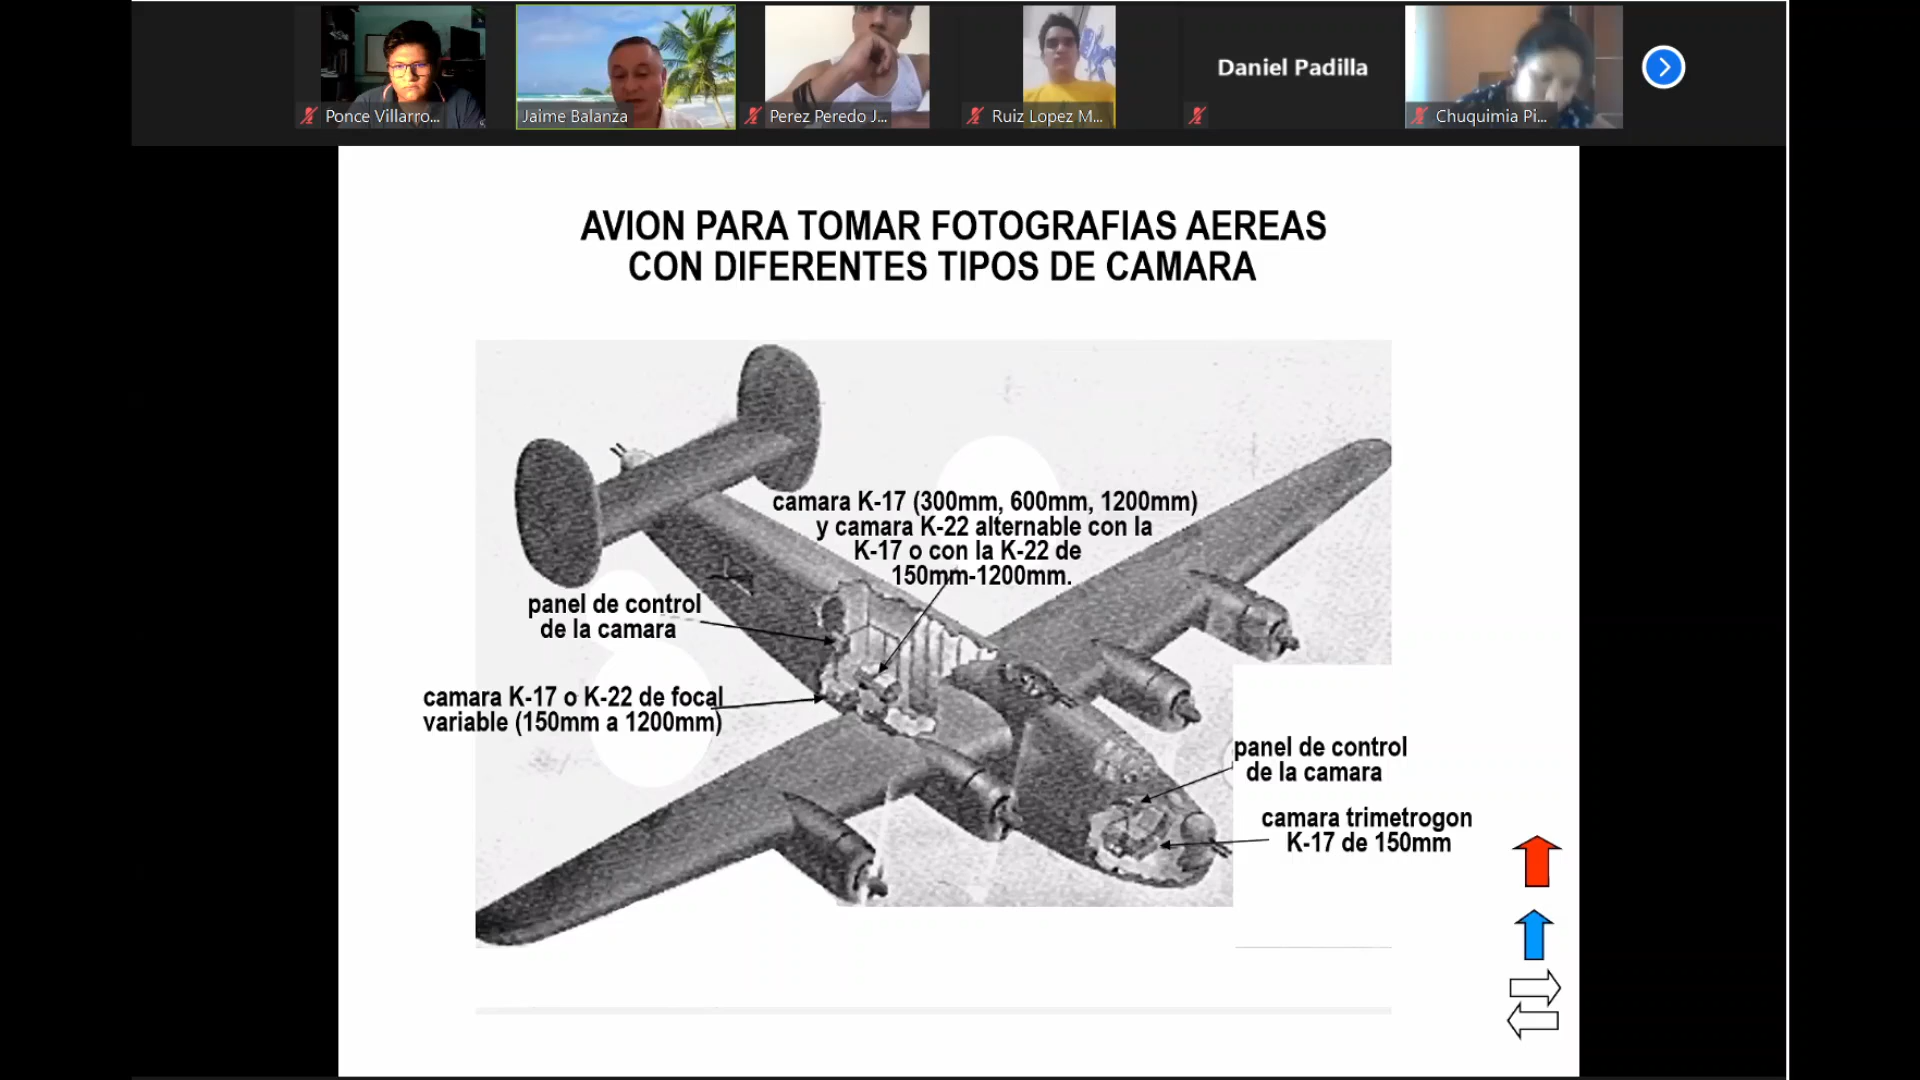 Ponce Villarro...
Jaime Balanza
Perez Peredo J...
Ruiz Lopez M...
Daniel Padilla
Chuquimia Pi...
AVION PARA TOMAR FOTOGRAFIAS AEREAS
CON DIFERENTES TIPOS DE CAMARA
camara K-17 (300mm, 600mm, 1200mm)
y camara K-22 alternable con la
K-17 o con la K-22 de
150mm-1200mm.
panel de control
de la camara
camara K-17 o K-22 de focal
variable (150mm a 1200mm)
panel de control
de la camara
camara trimetrogon
K-17 de 150mm